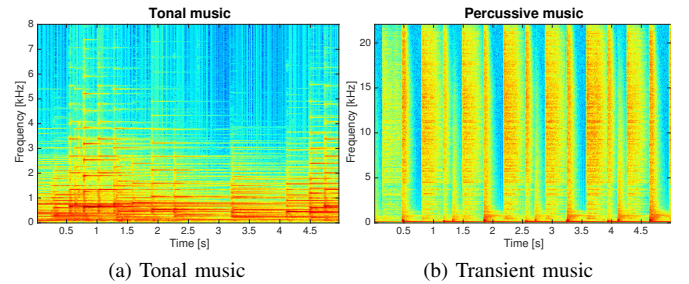 Tonal music
Frequency [kHz]
8
7
6
5
4
3
2
1
0
0.5 1 1.5 2 2.5 3 3.5 4 4.5
Time [s]
(a) Tonal music
Percussive music
Frequency [kHz]
20
15
10
5
0
0.5 1 1.5 2 2.5 3 3.5 4 4.5
Time [s]
(b) Transient music